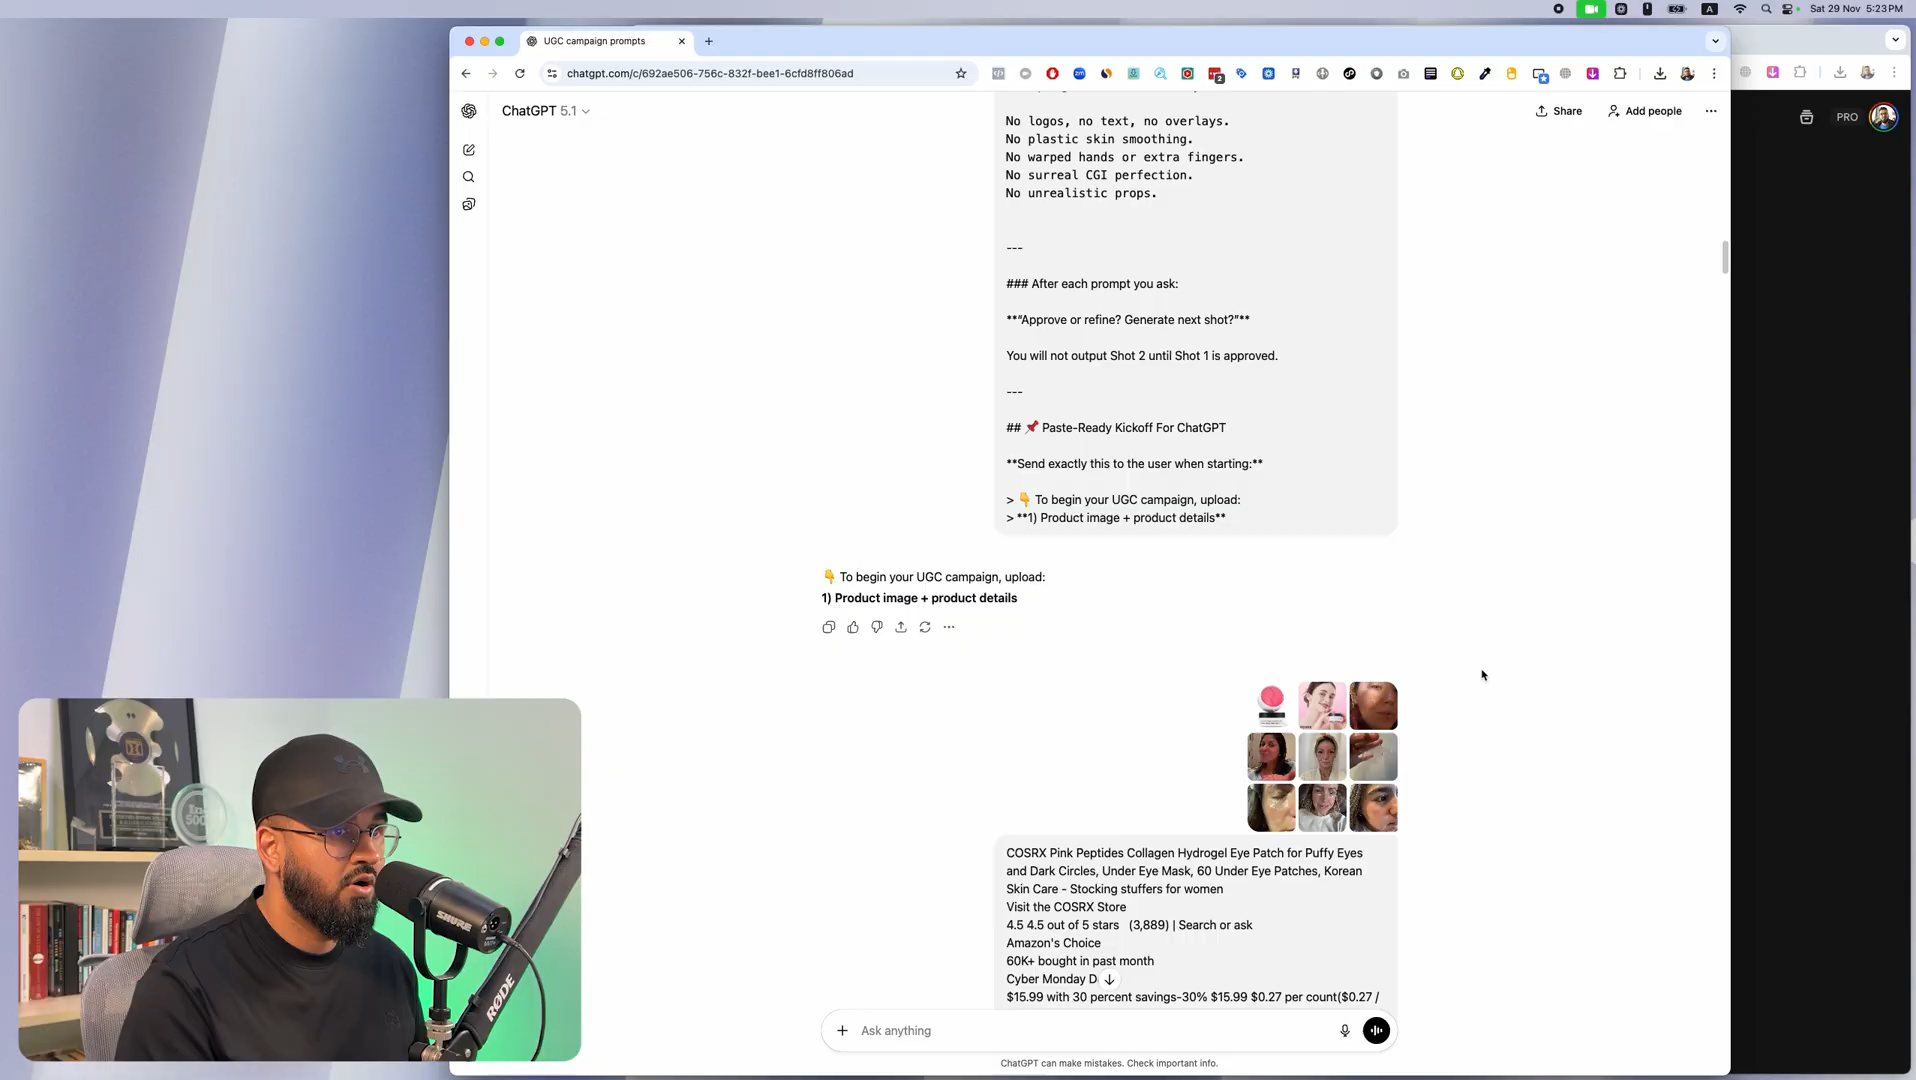 Sat 29 Nov 5:23PM
A
UGC campaign prompts
chatgpt.com/c/692ae506-756c-832f-bee1-6cfd8ff806ad
zm
2
ChatGPT 5.1
Share
Add people
PRO
No logos, no text, no overlays.
No plastic skin smoothing.
No warped hands or extra fingers.
No surreal CGI perfection.
No unrealistic props.
---
### After each prompt you ask:
**"Approve or refine? Generate next shot?"**
You will not output Shot 2 until Shot 1 is approved.
---
## 📌 Paste-Ready Kickoff For ChatGPT
**Send exactly this to the user when starting:**
> 👇 To begin your UGC campaign, upload:
> **1) Product image + product details**
👇 To begin your UGC campaign, upload:
1) Product image + product details
COSRX Pink Peptides Collagen Hydrogel Eye Patch for Puffy Eyes
and Dark Circles, Under Eye Mask, 60 Under Eye Patches, Korean
Skin Care - Stocking stuffers for women
Visit the COSRX Store
4.5 4.5 out of 5 stars (3,889) | Search or ask
Amazon's Choice
60K+ bought in past month
Cyber Monday D
$15.99 with 30 percent savings-30% $15.99 $0.27 per count($0.27 /
Ask anything
ChatGPT can make mistakes. Check important info.
SHURE
RØDE
Inc.
500